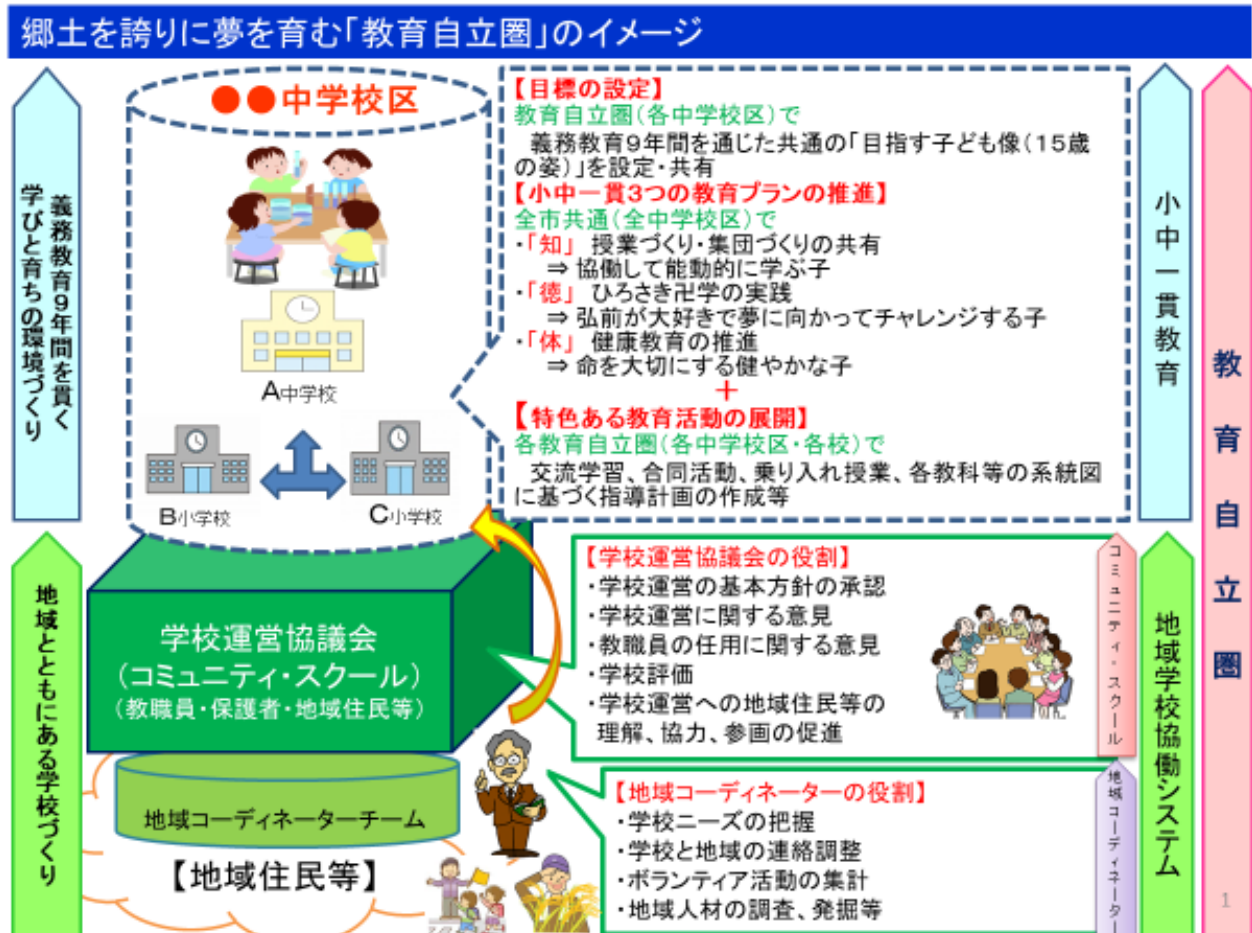 郷土を誇りに夢を育む「教育自立圏」のイメージ
義務教育9年間を貫く
学びと育ちの環境づくり
●●中学校区
A中学校
B小学校
C小学校
【目標の設定】
教育自立圏(各中学校区)で
義務教育9年間を通じた共通の「目指す子ども像(15歳
の姿)」を設定・共有
【小中一貫3つの教育プランの推進】
全市共通(全中学校区)で
・「知」 授業づくり・集団づくりの共有
⇒ 協働して能動的に学ぶ子
・「徳」 ひろさき卍学の実践
⇒ 弘前が大好きで夢に向かってチャレンジする子
・「体」 健康教育の推進
⇒ 命を大切にする健やかな子
+
【特色ある教育活動の展開】
各教育自立圏(各中学校区・各校)で
交流学習、合同活動、乗り入れ授業、各教科等の系統図
に基づく指導計画の作成等
小中一貫教育
教育自立圏
地域とともにある学校づくり
学校運営協議会
(コミュニティ・スクール)
(教職員・保護者・地域住民等)
地域コーディネーターチーム
【地域住民等】
【学校運営協議会の役割】
・学校運営の基本方針の承認
・学校運営に関する意見
・教職員の任用に関する意見
・学校評価
・学校運営への地域住民等の
理解、協力、参画の促進
コミュニティ・スクール
【地域コーディネーターの役割】
・学校ニーズの把握
・学校と地域の連絡調整
・ボランティア活動の集計
・地域人材の調査、発掘等
地域コーディネーター
地域学校協働システム
1